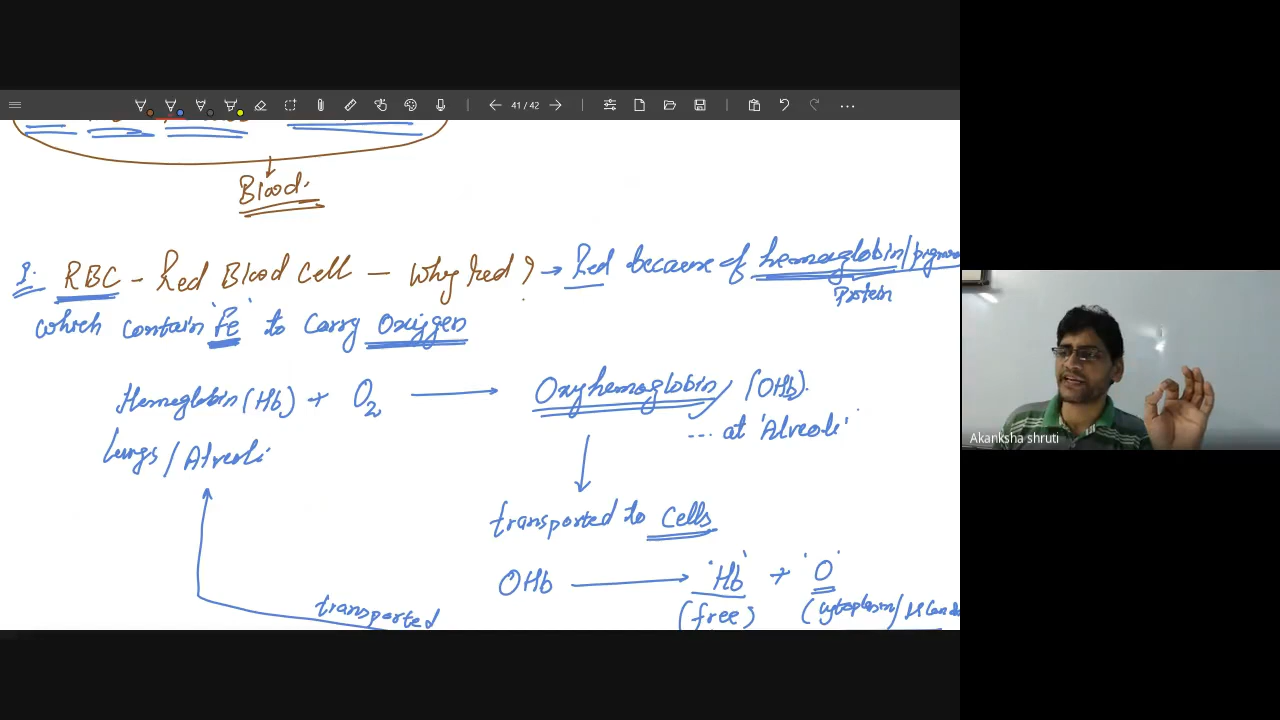 41 / 42
Blood.
I. RBC - Red Blood Cell - Why Red? → Red because of hemoglobin/
Protein
which contain 'Fe' to carry Oxygen
Hemoglobin (Hb) + O2 → Oxyhemoglobin / (OHb).
... at 'Alveoli'
Lungs / Alveoli
transported to Cells
OHb → 'Hb' + 'O'
(free) (cytoplasm/
transported
Akanksha shruti